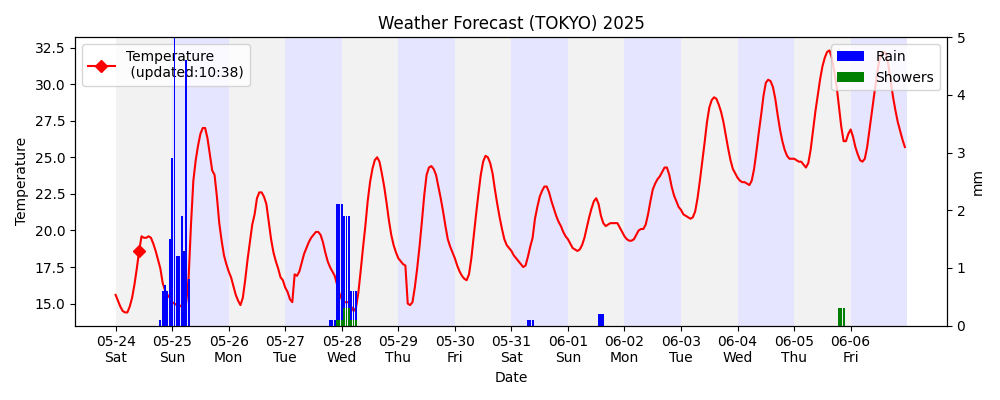 Weather Forecast (TOKYO) 2025
Temperature
(updated:10:38)
Rain
Showers
32.5
30.0
27.5
25.0
22.5
20.0
17.5
15.0
Temperature
5
4
3
2
1
0
mm
05-24 05-25 05-26 05-27 05-28 05-29 05-30 05-31 06-01 06-02 06-03 06-04 06-05 06-06
Sat Sun Mon Tue Wed Thu Fri Sat Sun Mon Tue Wed Thu Fri
Date